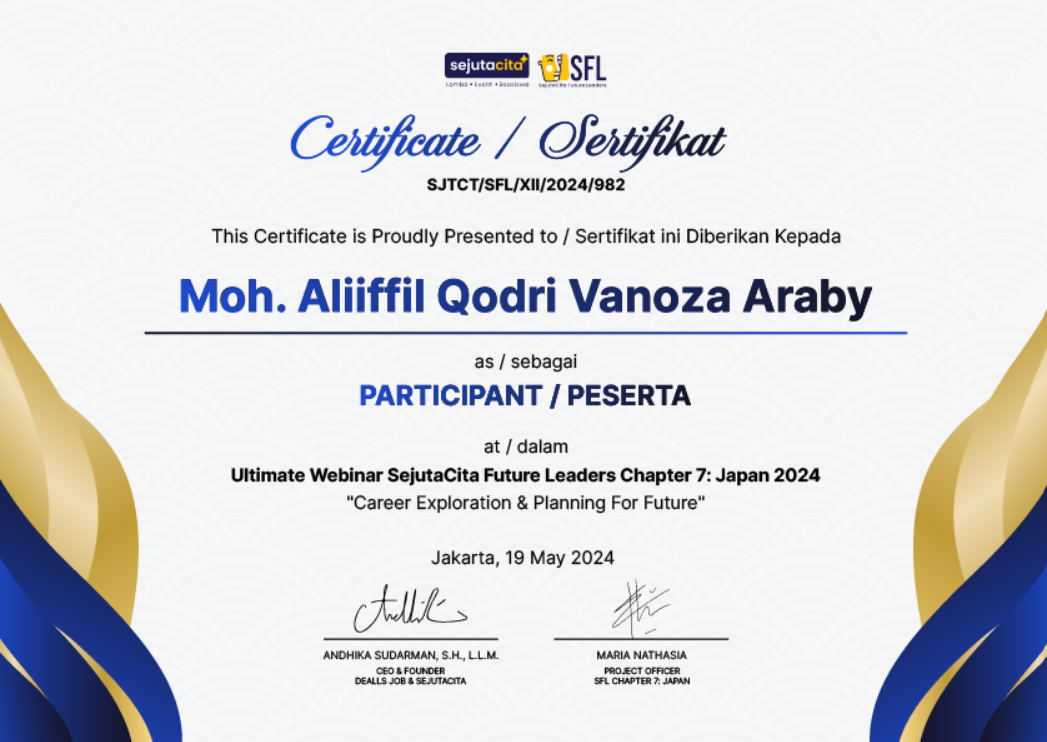 sejutacita
Lomba • Event • Beasiswa
SFL
SejutaCita Future Leaders
Certificate / Sertifikat
SJTCT/SFL/XII/2024/982
This Certificate is Proudly Presented to / Sertifikat ini Diberikan Kepada
Moh. Aliiffil Qodri Vanoza Araby
as / sebagai
PARTICIPANT / PESERTA
at / dalam
Ultimate Webinar SejutaCita Future Leaders Chapter 7: Japan 2024
"Career Exploration & Planning For Future"
Jakarta, 19 May 2024
ANDHIKA SUDARMAN, S.H., L.L.M.
CEO & FOUNDER
DEALLS JOB & SEJUTACITA
MARIA NATHASIA
PROJECT OFFICER
SFL CHAPTER 7: JAPAN